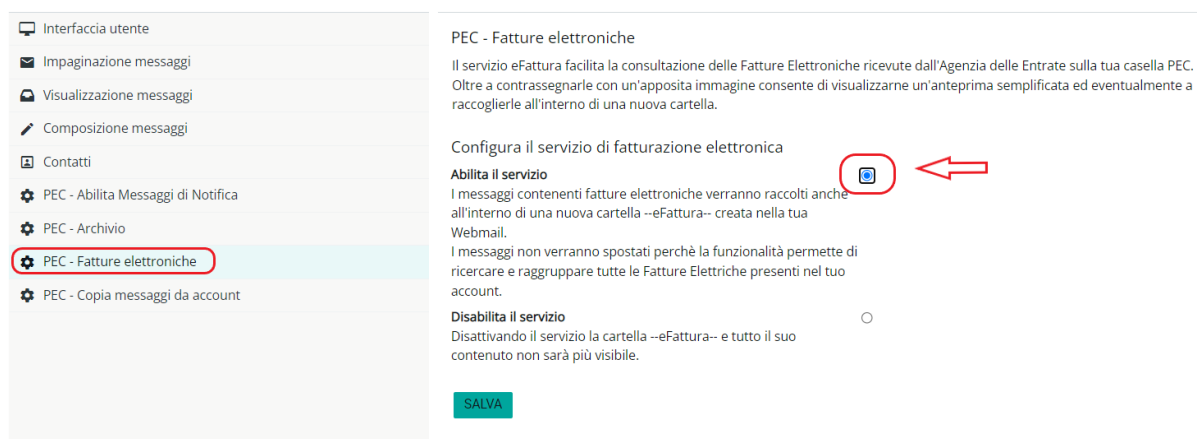 Interfaccia utente
Impaginazione messaggi
Visualizzazione messaggi
Composizione messaggi
Contatti
PEC - Abilita Messaggi di Notifica
PEC - Archivio
PEC - Fatture elettroniche
PEC - Copia messaggi da account
PEC - Fatture elettroniche
Il servizio eFattura facilita la consultazione delle Fatture Elettroniche ricevute dall'Agenzia delle Entrate sulla tua casella PEC.
Oltre a contrassegnarle con un'apposita immagine consente di visualizzarne un'anteprima semplificata ed eventualmente a
raccoglierle all'interno di una nuova cartella.
Configura il servizio di fatturazione elettronica
Abilita il servizio
I messaggi contenenti fatture elettroniche verranno raccolti anche
all'interno di una nuova cartella --eFattura-- creata nella tua
Webmail.
I messaggi non verranno spostati perchè la funzionalità permette di
ricercare e raggruppare tutte le Fatture Elettriche presenti nel tuo
account.
Disabilita il servizio
Disattivando il servizio la cartella --eFattura-- e tutto il suo
contenuto non sarà più visibile.
SALVA